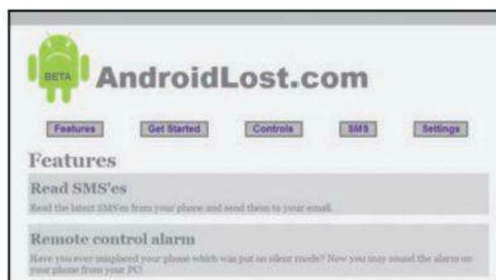 BETA
AndroidLost.com
Features Get Started Controls SMS Settings
Features
Read SMS'es
Read the latest SMS'es from your phone and send them to your email.
Remote control alarm
Have you ever misplaced your phone which was put on silent mode? Now you may sound the alarm on
your phone from your PC!